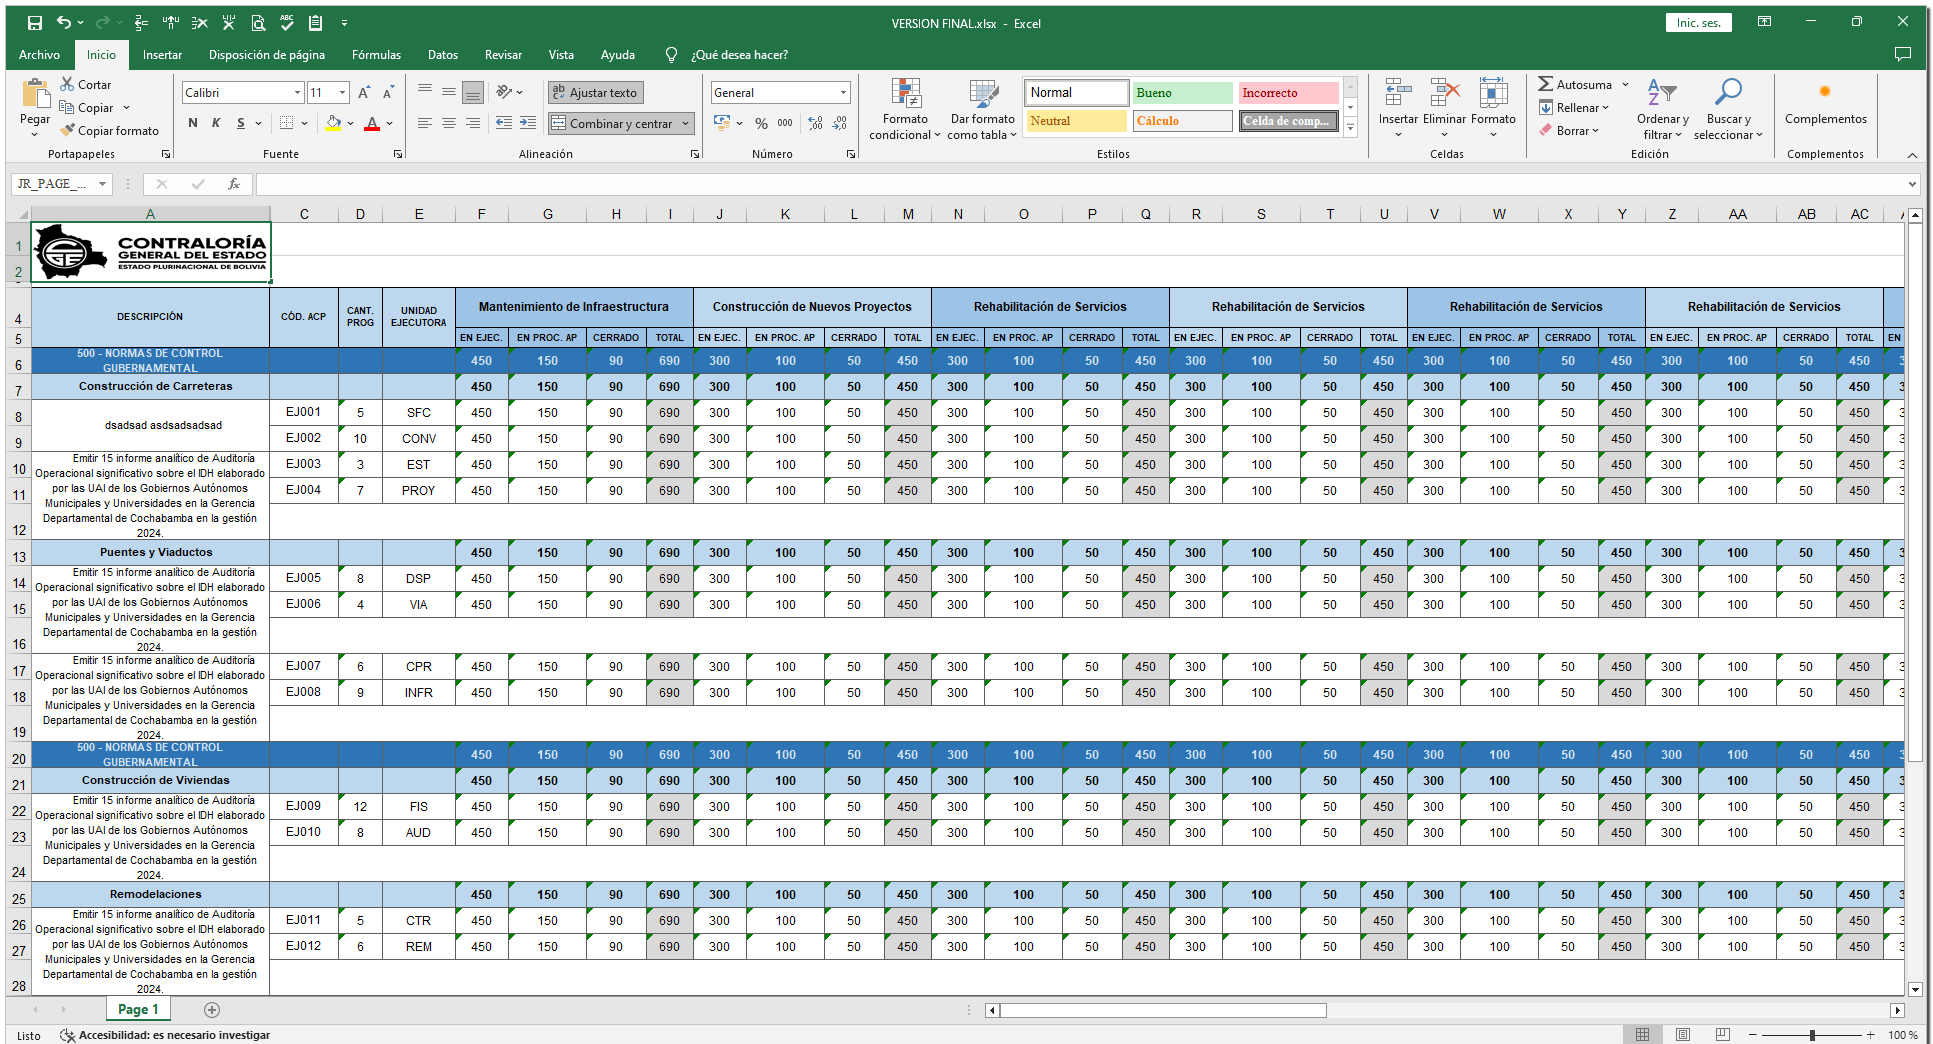 VERSION FINAL.xlsx - Excel
Inic. ses.
Archivo Inicio Insertar Disposición de página Fórmulas Datos Revisar Vista Ayuda ¿Qué desea hacer?
Pegar Cortar Copiar Copiar formato
Portapapeles
Calibri 11
N K S
Fuente
Ajustar texto
Combinar y centrar
Alineación
General
% 000
Número
Formato condicional Dar formato como tabla
Normal Bueno Incorrecto
Neutral Cálculo Celda de comp...
Estilos
Insertar Eliminar Formato
Celdas
Autosuma
Rellenar
Borrar
Ordenar y filtrar Buscar y seleccionar
Edición
Complementos
Complementos
JR_PAGE_... fx
A C D E F G H I J K L M N O P Q R S T U V W X Y Z AA AB AC
1 CONTRALORÍA
GENERAL DEL ESTADO
2 ESTADO PLURINACIONAL DE BOLIVIA
4 DESCRIPCIÓN CÓD. ACP CANT. PROG UNIDAD EJECUTORA Mantenimiento de Infraestructura Construcción de Nuevos Proyectos Rehabilitación de Servicios Rehabilitación de Servicios Rehabilitación de Servicios Rehabilitación de Servicios
5 EN EJEC. EN PROC. AP CERRADO TOTAL EN EJEC. EN PROC. AP CERRADO TOTAL EN EJEC. EN PROC. AP CERRADO TOTAL EN EJEC. EN PROC. AP CERRADO TOTAL EN EJEC. EN PROC. AP CERRADO TOTAL EN EJEC. EN PROC. AP CERRADO TOTAL EN
6 500 - NORMAS DE CONTROL GUBERNAMENTAL 450 150 90 690 300 100 50 450 300 100 50 450 300 100 50 450 300 100 50 450 300 100 50 450
7 Construcción de Carreteras 450 150 90 690 300 100 50 450 300 100 50 450 300 100 50 450 300 100 50 450 300 100 50 450
8 dsadsad asdsadsadsad EJ001 5 SFC 450 150 90 690 300 100 50 450 300 100 50 450 300 100 50 450 300 100 50 450 300 100 50 450
9 EJ002 10 CONV 450 150 90 690 300 100 50 450 300 100 50 450 300 100 50 450 300 100 50 450 300 100 50 450
10 Emitir 15 informe analítico de Auditoría Operacional significativo sobre el IDH elaborado por las UAI de los Gobiernos Autónomos Municipales y Universidades en la Gerencia Departamental de Cochabamba en la gestión 2024. EJ003 3 EST 450 150 90 690 300 100 50 450 300 100 50 450 300 100 50 450 300 100 50 450 300 100 50 450
11 EJ004 7 PROY 450 150 90 690 300 100 50 450 300 100 50 450 300 100 50 450 300 100 50 450 300 100 50 450
12
13 Puentes y Viaductos 450 150 90 690 300 100 50 450 300 100 50 450 300 100 50 450 300 100 50 450 300 100 50 450
14 Emitir 15 informe analítico de Auditoría Operacional significativo sobre el IDH elaborado por las UAI de los Gobiernos Autónomos Municipales y Universidades en la Gerencia Departamental de Cochabamba en la gestión 2024. EJ005 8 DSP 450 150 90 690 300 100 50 450 300 100 50 450 300 100 50 450 300 100 50 450 300 100 50 450
15 EJ006 4 VIA 450 150 90 690 300 100 50 450 300 100 50 450 300 100 50 450 300 100 50 450 300 100 50 450
16
17 Emitir 15 informe analítico de Auditoría Operacional significativo sobre el IDH elaborado por las UAI de los Gobiernos Autónomos Municipales y Universidades en la Gerencia Departamental de Cochabamba en la gestión 2024. EJ007 6 CPR 450 150 90 690 300 100 50 450 300 100 50 450 300 100 50 450 300 100 50 450 300 100 50 450
18 EJ008 9 INFR 450 150 90 690 300 100 50 450 300 100 50 450 300 100 50 450 300 100 50 450 300 100 50 450
19
20 500 - NORMAS DE CONTROL GUBERNAMENTAL 450 150 90 690 300 100 50 450 300 100 50 450 300 100 50 450 300 100 50 450 300 100 50 450
21 Construcción de Viviendas 450 150 90 690 300 100 50 450 300 100 50 450 300 100 50 450 300 100 50 450 300 100 50 450
22 Emitir 15 informe analítico de Auditoría Operacional significativo sobre el IDH elaborado por las UAI de los Gobiernos Autónomos Municipales y Universidades en la Gerencia Departamental de Cochabamba en la gestión 2024. EJ009 12 FIS 450 150 90 690 300 100 50 450 300 100 50 450 300 100 50 450 300 100 50 450 300 100 50 450
23 EJ010 8 AUD 450 150 90 690 300 100 50 450 300 100 50 450 300 100 50 450 300 100 50 450 300 100 50 450
24
25 Remodelaciones 450 150 90 690 300 100 50 450 300 100 50 450 300 100 50 450 300 100 50 450 300 100 50 450
26 Emitir 15 informe analítico de Auditoría Operacional significativo sobre el IDH elaborado por las UAI de los Gobiernos Autónomos Municipales y Universidades en la Gerencia Departamental de Cochabamba en la gestión 2024. EJ011 5 CTR 450 150 90 690 300 100 50 450 300 100 50 450 300 100 50 450 300 100 50 450 300 100 50 450
27 EJ012 6 REM 450 150 90 690 300 100 50 450 300 100 50 450 300 100 50 450 300 100 50 450 300 100 50 450
28
Page 1
Listo Accesibilidad: es necesario investigar 100 %